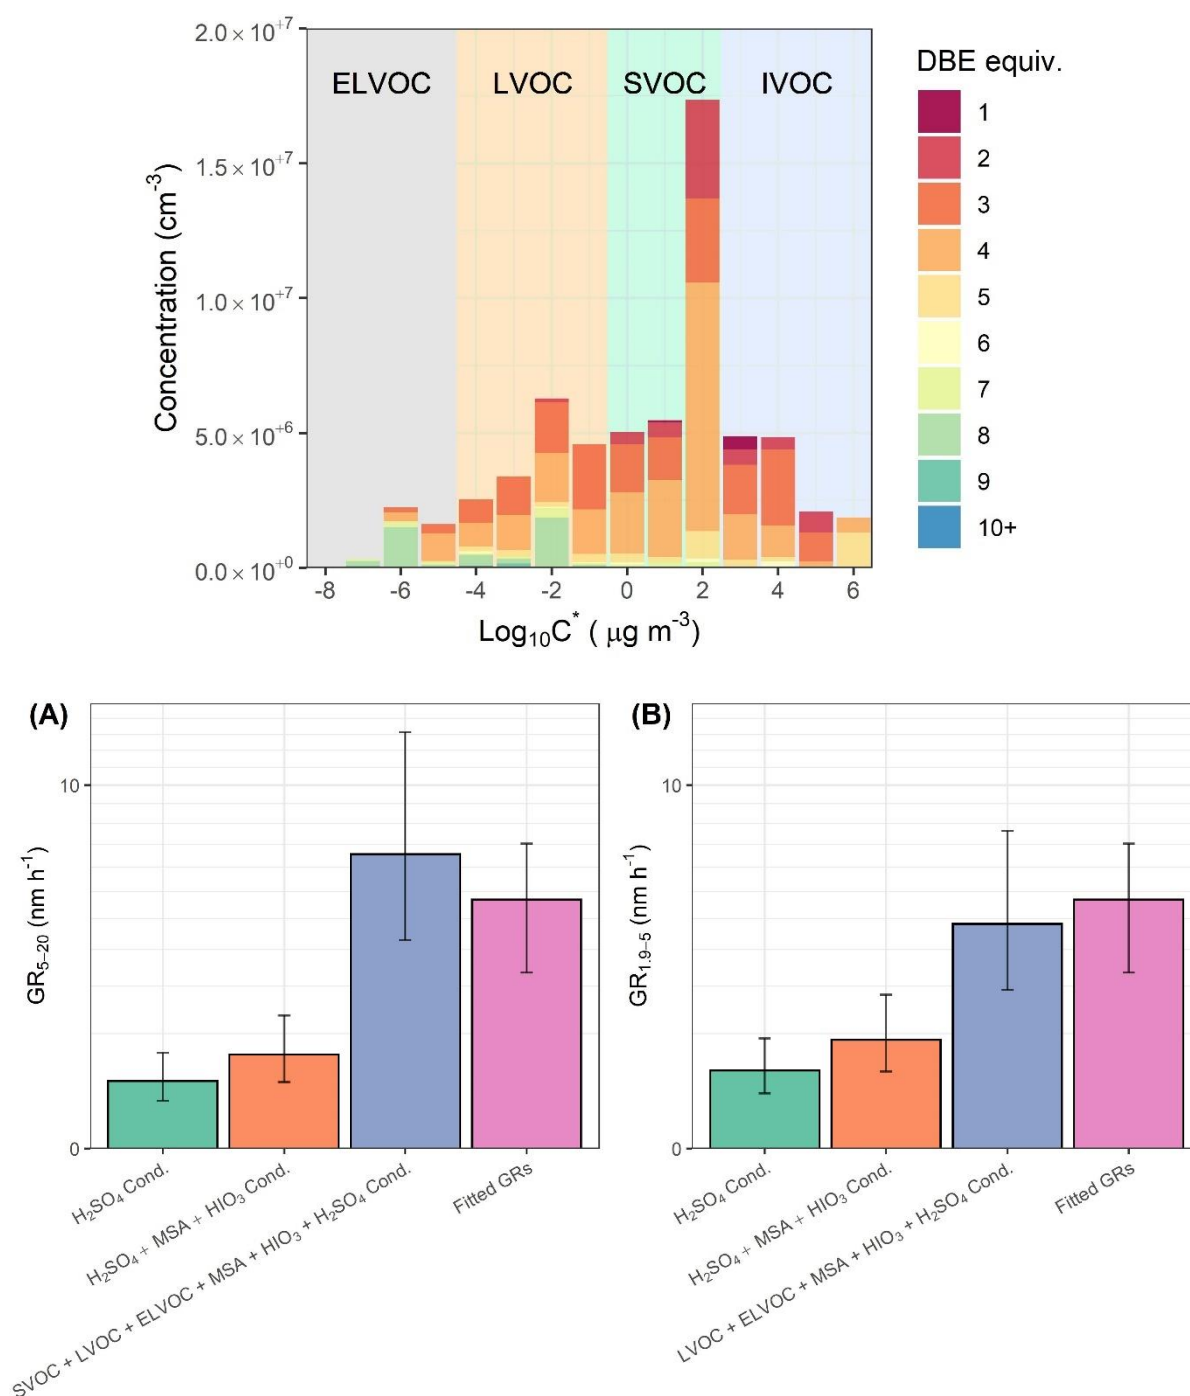 2.0 × 10⁺⁷
1.5 × 10⁺⁷
1.0 × 10⁺⁷
5.0 × 10⁺⁶
0.0 × 10⁺⁰
Concentration (cm⁻³)
ELVOC LVOC SVOC IVOC
-8 -6 -4 -2 0 2 4 6
Log₁₀C* ( μg m⁻³)
DBE equiv.
1
2
3
4
5
6
7
8
9
10+
(A)
10
0
GR₅₋₂₀ (nm h⁻¹)
H₂SO₄ Cond.
H₂SO₄ + MSA + HIO₃ Cond.
SVOC + LVOC + ELVOC + MSA + HIO₃ + H₂SO₄ Cond.
Fitted GRs
(B)
10
0
GR₁.₉₋₅ (nm h⁻¹)
H₂SO₄ Cond.
H₂SO₄ + MSA + HIO₃ Cond.
LVOC + ELVOC + MSA + HIO₃ + H₂SO₄ Cond.
Fitted GRs